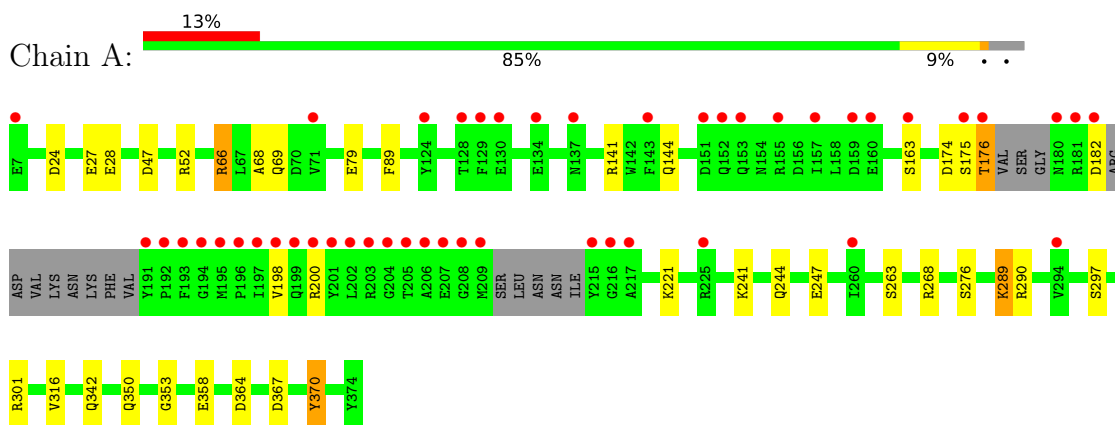 13%
Chain A:
85% 9% • •
E7 D24 E27 E28 D47 R52 R66 L67 A68 Q69 D70 V71 E79 F89 Y124 T128 F129 E130 E134 N137 R141 W142 F143 Q144 D151 Q152 Q153 N154 R155 D156 I157 L158 D159 E160 S163 D174 S175 T176 VAL SER GLY N180 R181 D182 ARG
ASP VAL LYS ASN LYS PHE VAL Y191 P192 F193 G194 M195 P196 I197 V198 Q199 R200 Y201 L202 R203 G204 T205 A206 E207 G208 M209 SER LEU ASN ASN ILE Y215 G216 A217 K221 R225 K241 Q244 E247 I260 S263 R268 S276 K289 R290 V294 S297
R301 V316 Q342 Q350 G353 E358 D364 D367 Y370 Y374